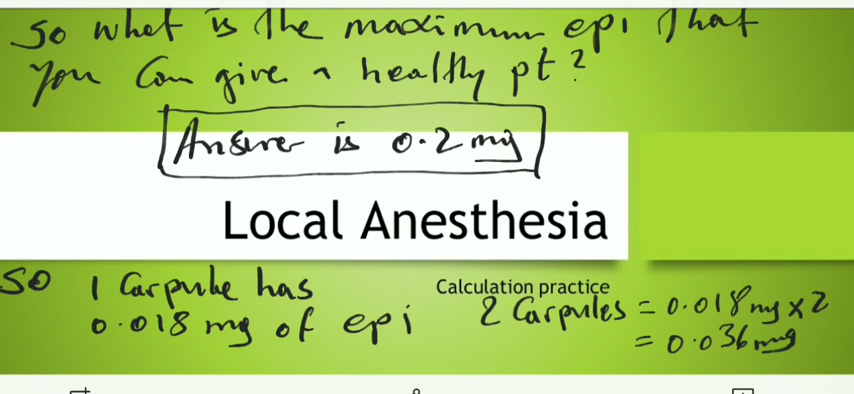 So what is the maximum epi that
you can give a healthy pt?
Answer is 0.2 mg
Local Anesthesia
Calculation practice
So 1 Carpule has
0.018 mg of epi
2 Carpules = 0.018 mg x 2
= 0.036 mg